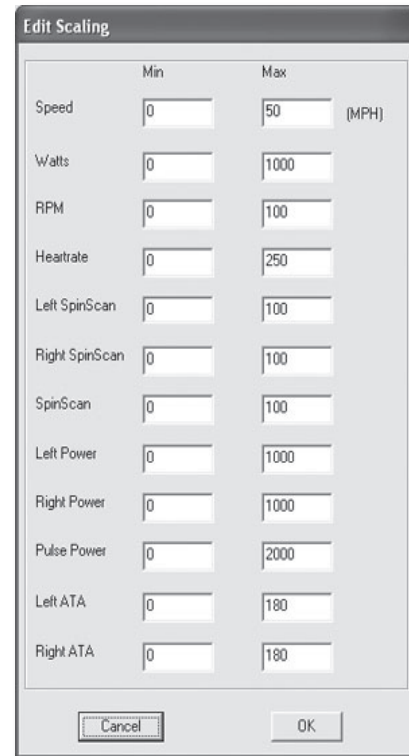 Edit Scaling
Min Max
Speed 0 50 (MPH)
Watts 0 1000
RPM 0 100
Heartrate 0 250
Left SpinScan 0 100
Right SpinScan 0 100
SpinScan 0 100
Left Power 0 1000
Right Power 0 1000
Pulse Power 0 2000
Left ATA 0 180
Right ATA 0 180
Cancel OK